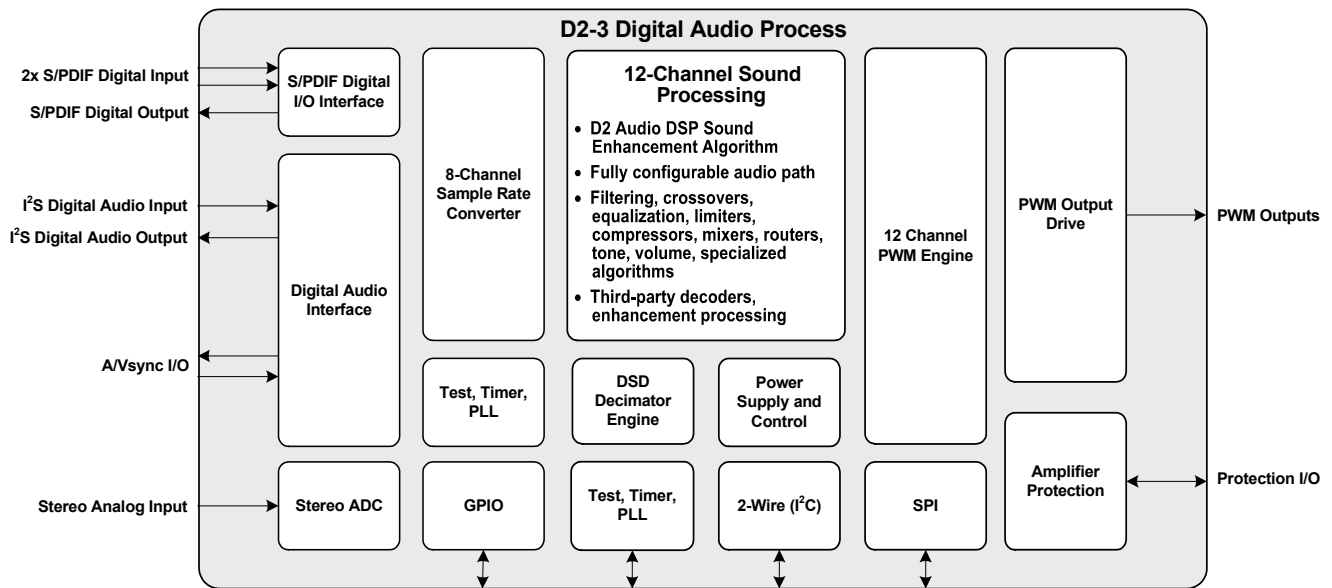 D2-3 Digital Audio Process
2x S/PDIF Digital Input
S/PDIF Digital Output
I²S Digital Audio Input
I²S Digital Audio Output
A/Vsync I/O
Stereo Analog Input
S/PDIF Digital
I/O Interface
Digital Audio
Interface
Stereo ADC
8-Channel
Sample Rate
Converter
Test, Timer,
PLL
GPIO
12-Channel Sound
Processing
• D2 Audio DSP Sound
Enhancement Algorithm
• Fully configurable audio path
• Filtering, crossovers,
equalization, limiters,
compressors, mixers, routers,
tone, volume, specialized
algorithms
• Third-party decoders,
enhancement processing
DSD
Decimator
Engine
Power
Supply and
Control
Test, Timer,
PLL
2-Wire (I²C)
12 Channel
PWM Engine
SPI
PWM Output
Drive
Amplifier
Protection
PWM Outputs
Protection I/O